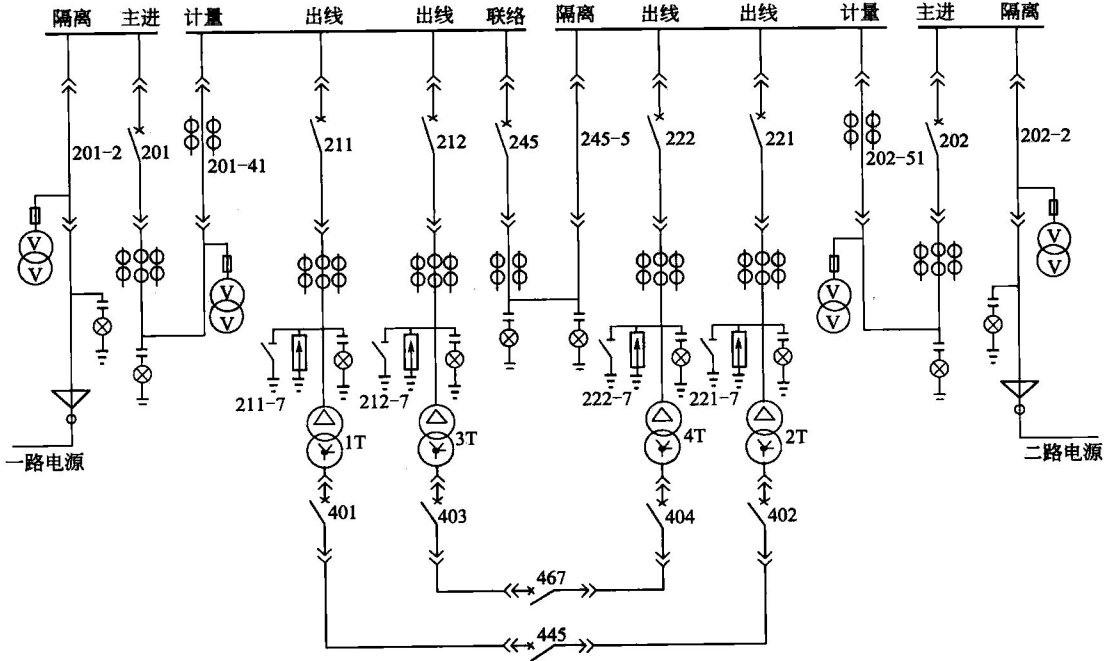 隔离 主进 计量 出线 出线 联络 隔离 出线 出线 计量 主进 隔离
201-2 201 201-41 211 212 245 245-5 222 221 202-51 202 202-2
V V V V
V V V V
211-7 212-7 222-7 221-7
1T 3T 4T 2T
一路电源 二路电源
401 403 404 402
467
445